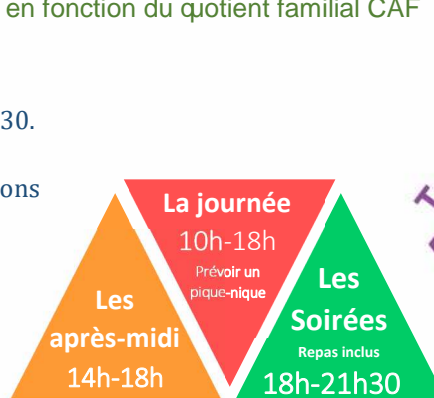 en fonction du quotient familial CAF
30.
ons
La journée
10h-18h
Prévoir un
pique-nique
Les
après-midi
14h-18h
Les
Soirées
Repas inclus
18h-21h30